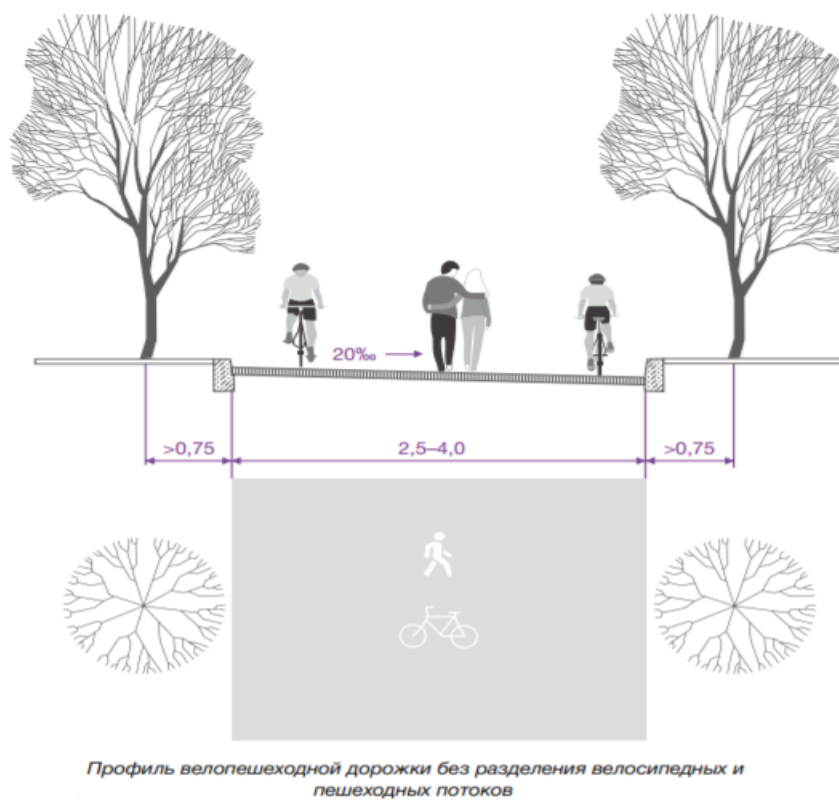 20‰
>0,75
2,5–4,0
>0,75
Профиль велопешеходной дорожки без разделения велосипедных и
пешеходных потоков